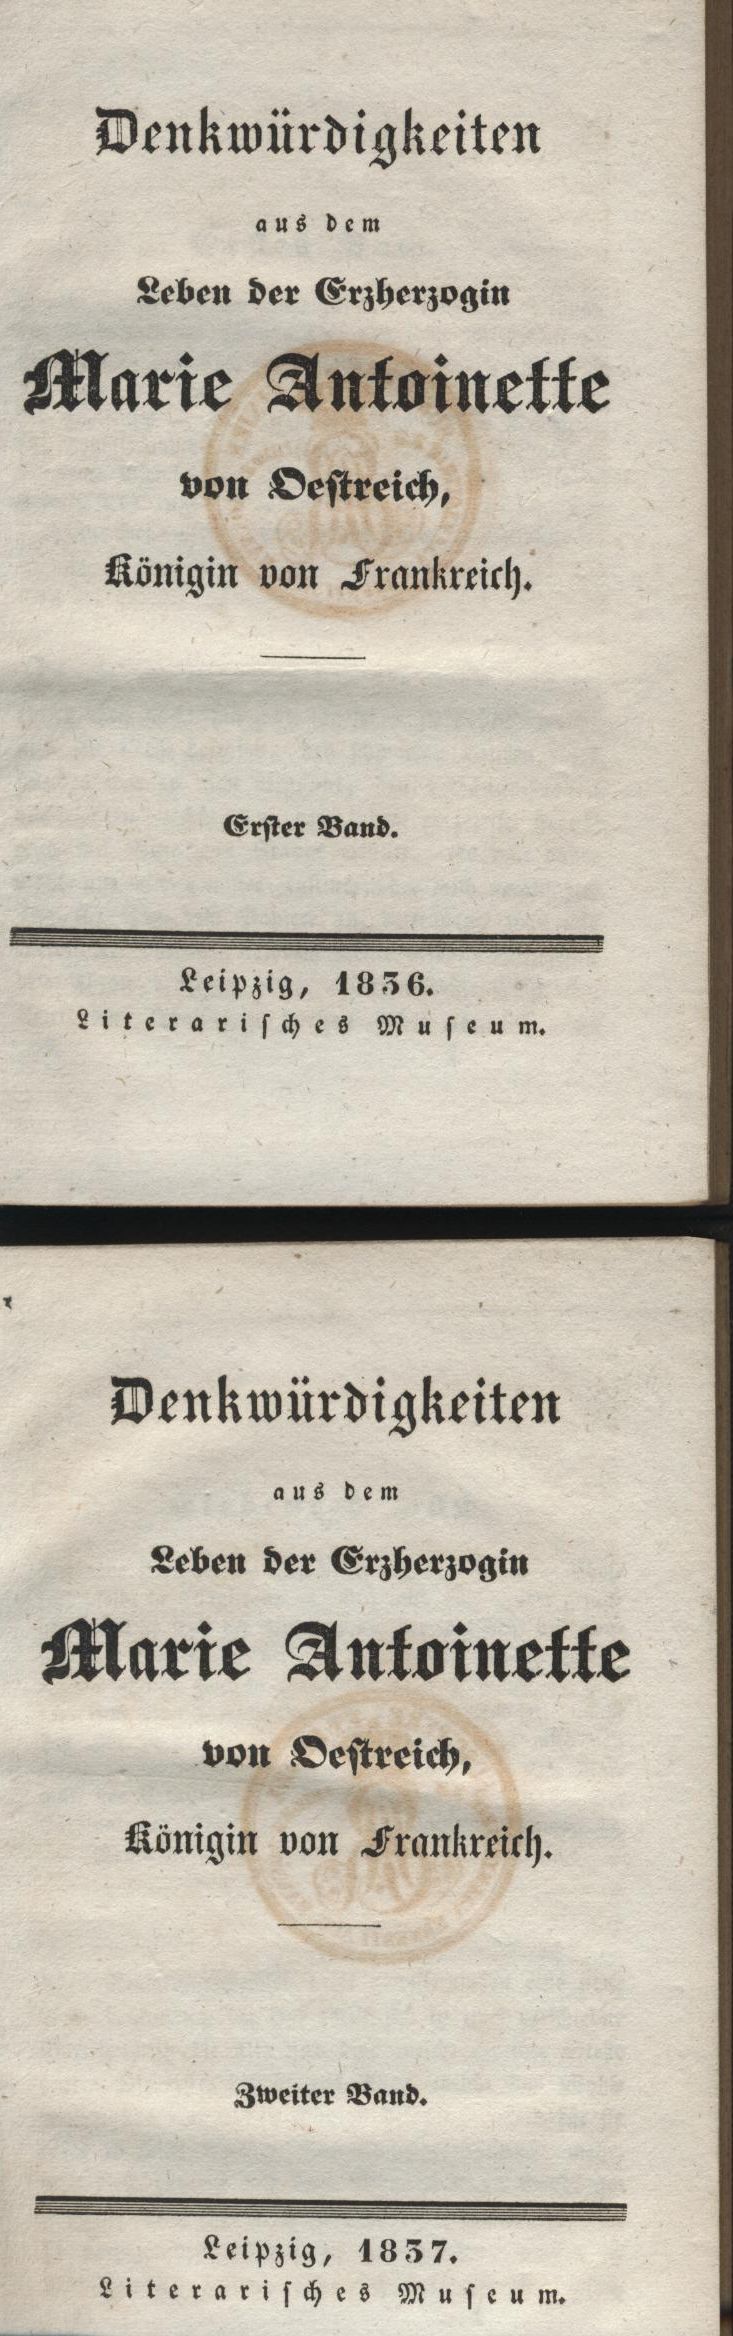 Denkwürdigkeiten
aus dem
Leben der Erzherzogin
Marie Antoinette
von Oestreich,
Königin von Frankreich.
Erster Band.
Leipzig, 1836.
Literarisches Museum.
Denkwürdigkeiten
aus dem
Leben der Erzherzogin
Marie Antoinette
von Oestreich,
Königin von Frankreich.
Zweiter Band.
Leipzig, 1837.
Literarisches Museum.